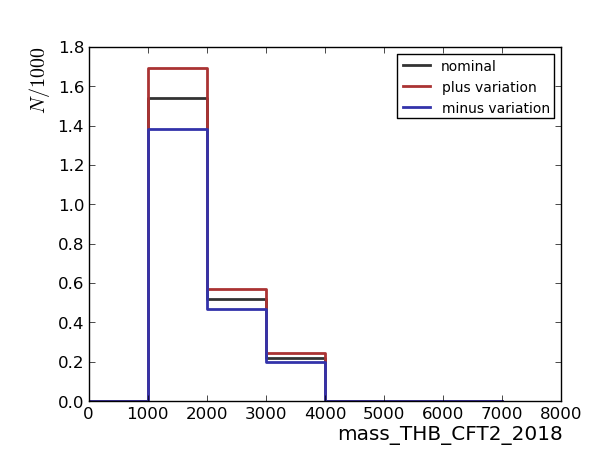 N/1000
1.8
1.6
1.4
1.2
1.0
0.8
0.6
0.4
0.2
0.0
nominal
plus variation
minus variation
0 1000 2000 3000 4000 5000 6000 7000 8000
mass_THB_CFT2_2018